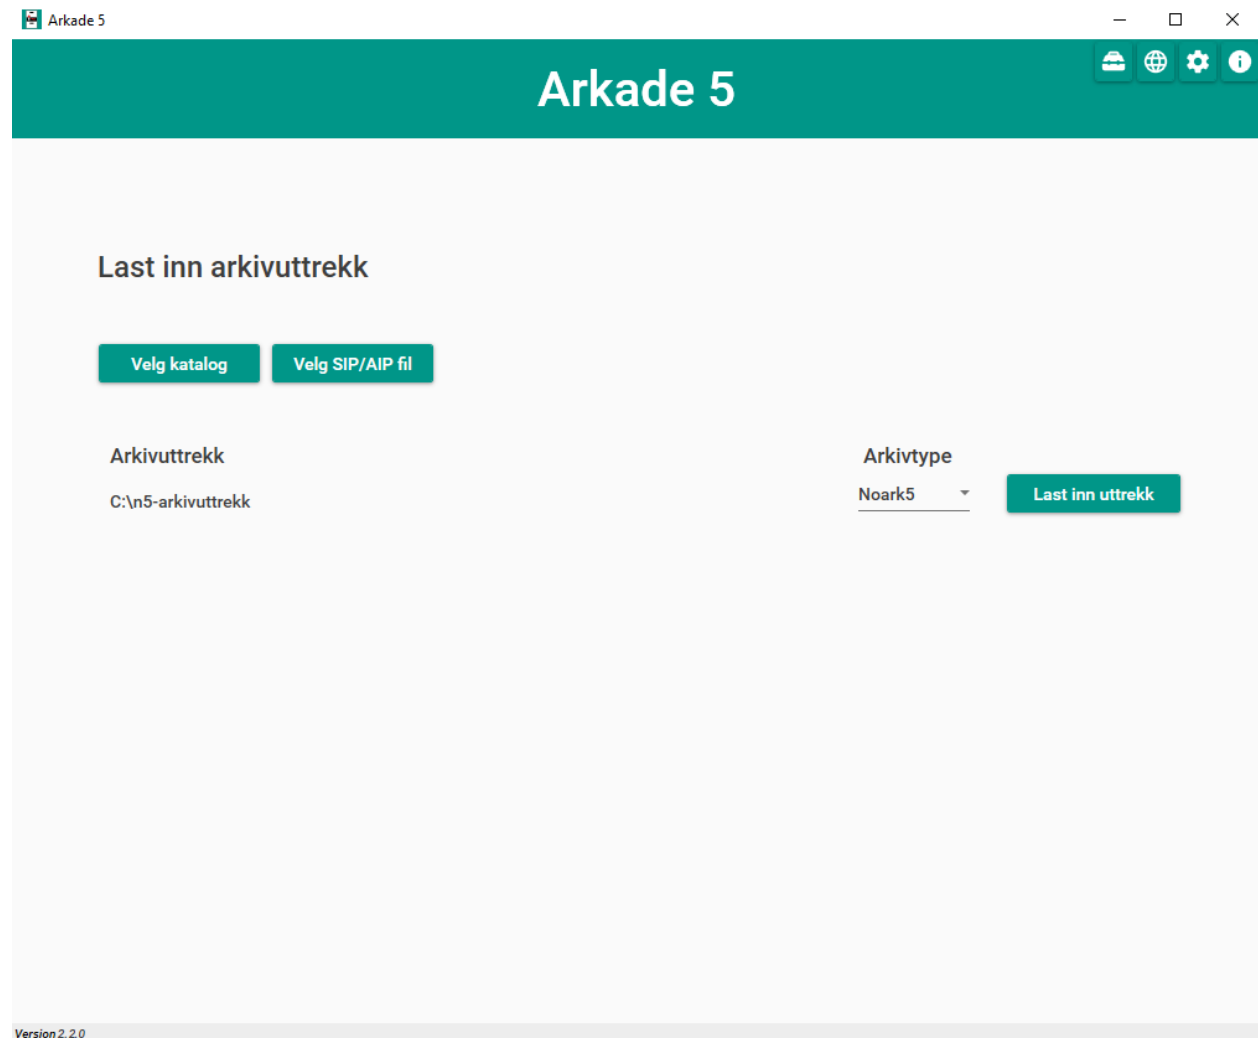 Arkade 5
Arkade 5
Last inn arkivuttrekk
Velg katalog Velg SIP/AIP fil
Arkivuttrekk Arkivtype
C:\n5-arkivuttrekk Noark5 Last inn uttrekk
Version 2.2.0